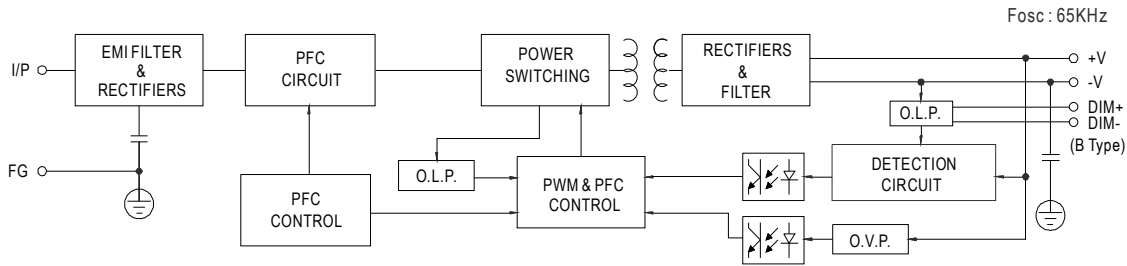 Fosc : 65KHz
I/P
EMI FILTER
&
RECTIFIERS
PFC
CIRCUIT
POWER
SWITCHING
RECTIFIERS
&
FILTER
+V
-V
DIM+
DIM-
(B Type)
O.L.P.
FG
O.L.P.
PFC
CONTROL
PWM & PFC
CONTROL
DETECTION
CIRCUIT
O.V.P.